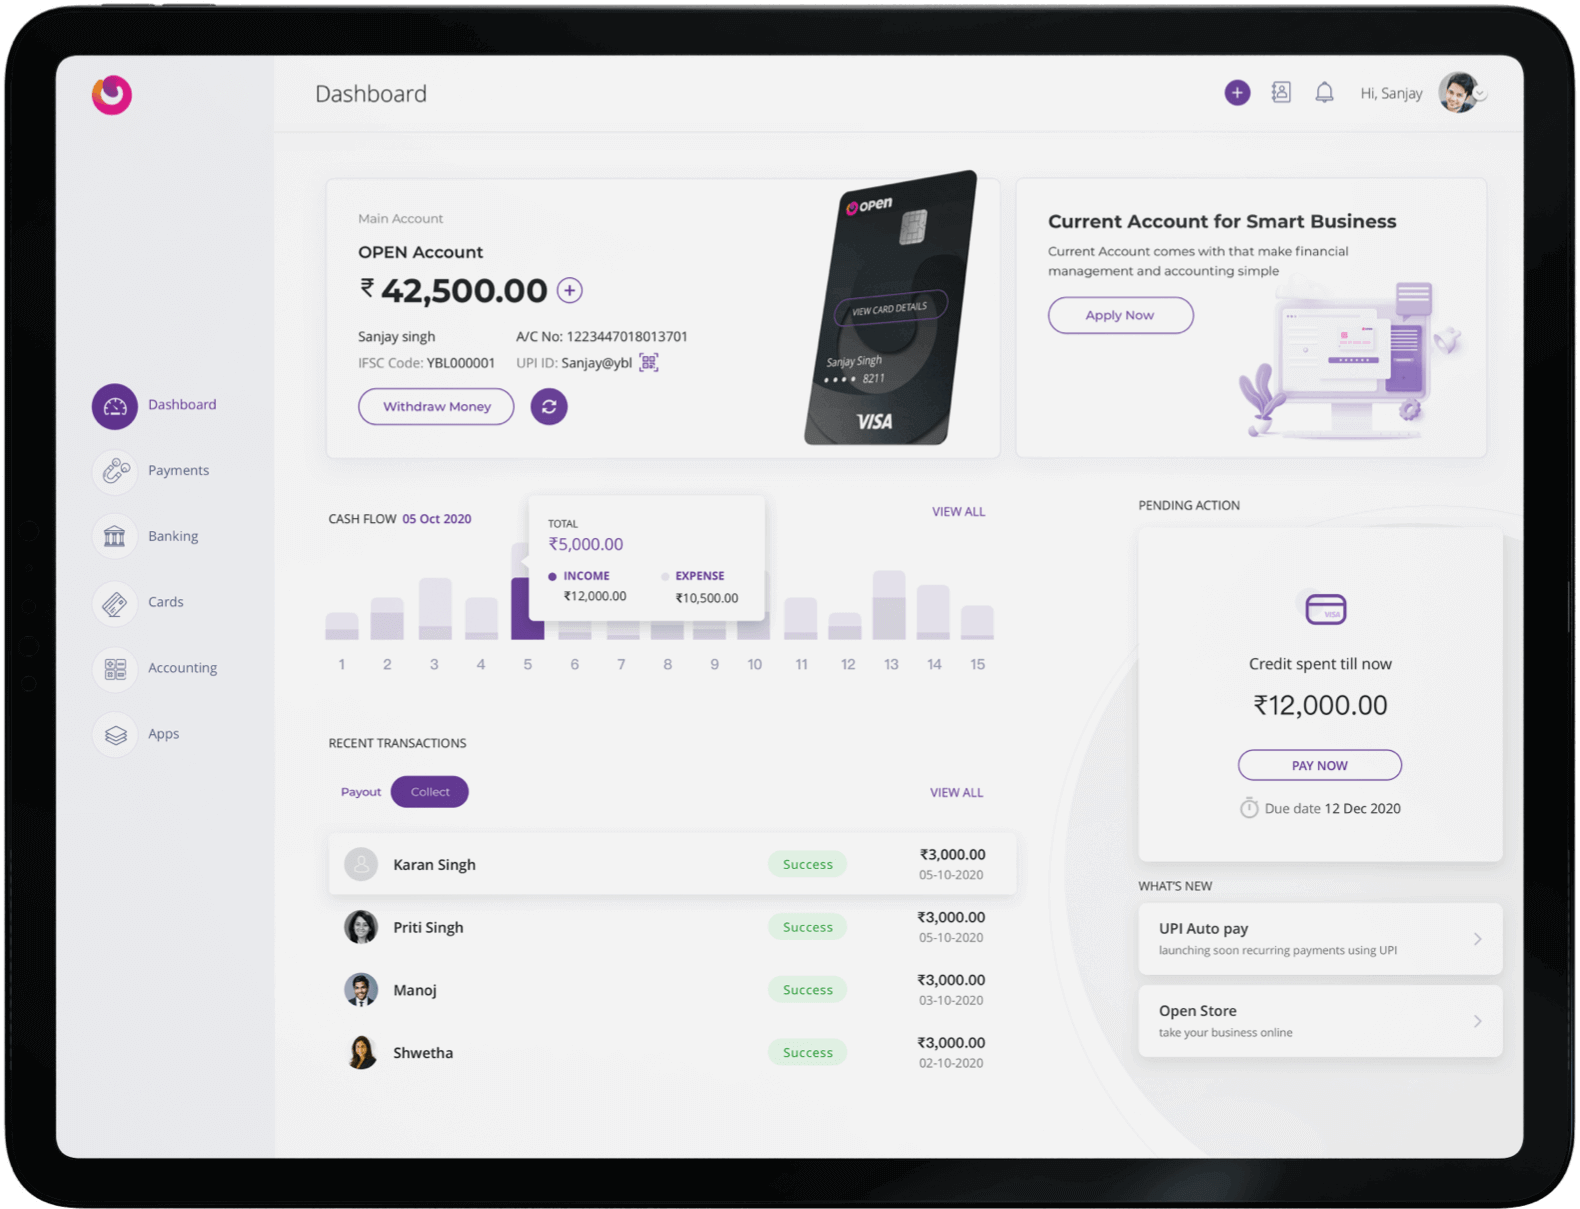 Dashboard
Hi, Sanjay
Main Account
OPEN Account
₹ 42,500.00
Sanjay singh
A/C No: 1223447018013701
IFSC Code: YBL000001
UPI ID: Sanjay@ybl
Withdraw Money
OPEN
VIEW CARD DETAILS
Sanjay Singh
•••• 8211
VISA
Current Account for Smart Business
Current Account comes with that make financial
management and accounting simple
Apply Now
Dashboard
Payments
Banking
Cards
Accounting
Apps
CASH FLOW 05 Oct 2020
VIEW ALL
TOTAL
₹5,000.00
INCOME
₹12,000.00
EXPENSE
₹10,500.00
1 2 3 4 5 6 7 8 9 10 11 12 13 14 15
RECENT TRANSACTIONS
Payout
Collect
VIEW ALL
Karan Singh
Success
₹3,000.00
05-10-2020
Priti Singh
Success
₹3,000.00
05-10-2020
Manoj
Success
₹3,000.00
03-10-2020
Shwetha
Success
₹3,000.00
02-10-2020
PENDING ACTION
VISA
Credit spent till now
₹12,000.00
PAY NOW
Due date 12 Dec 2020
WHAT'S NEW
UPI Auto pay
launching soon recurring payments using UPI
Open Store
take your business online